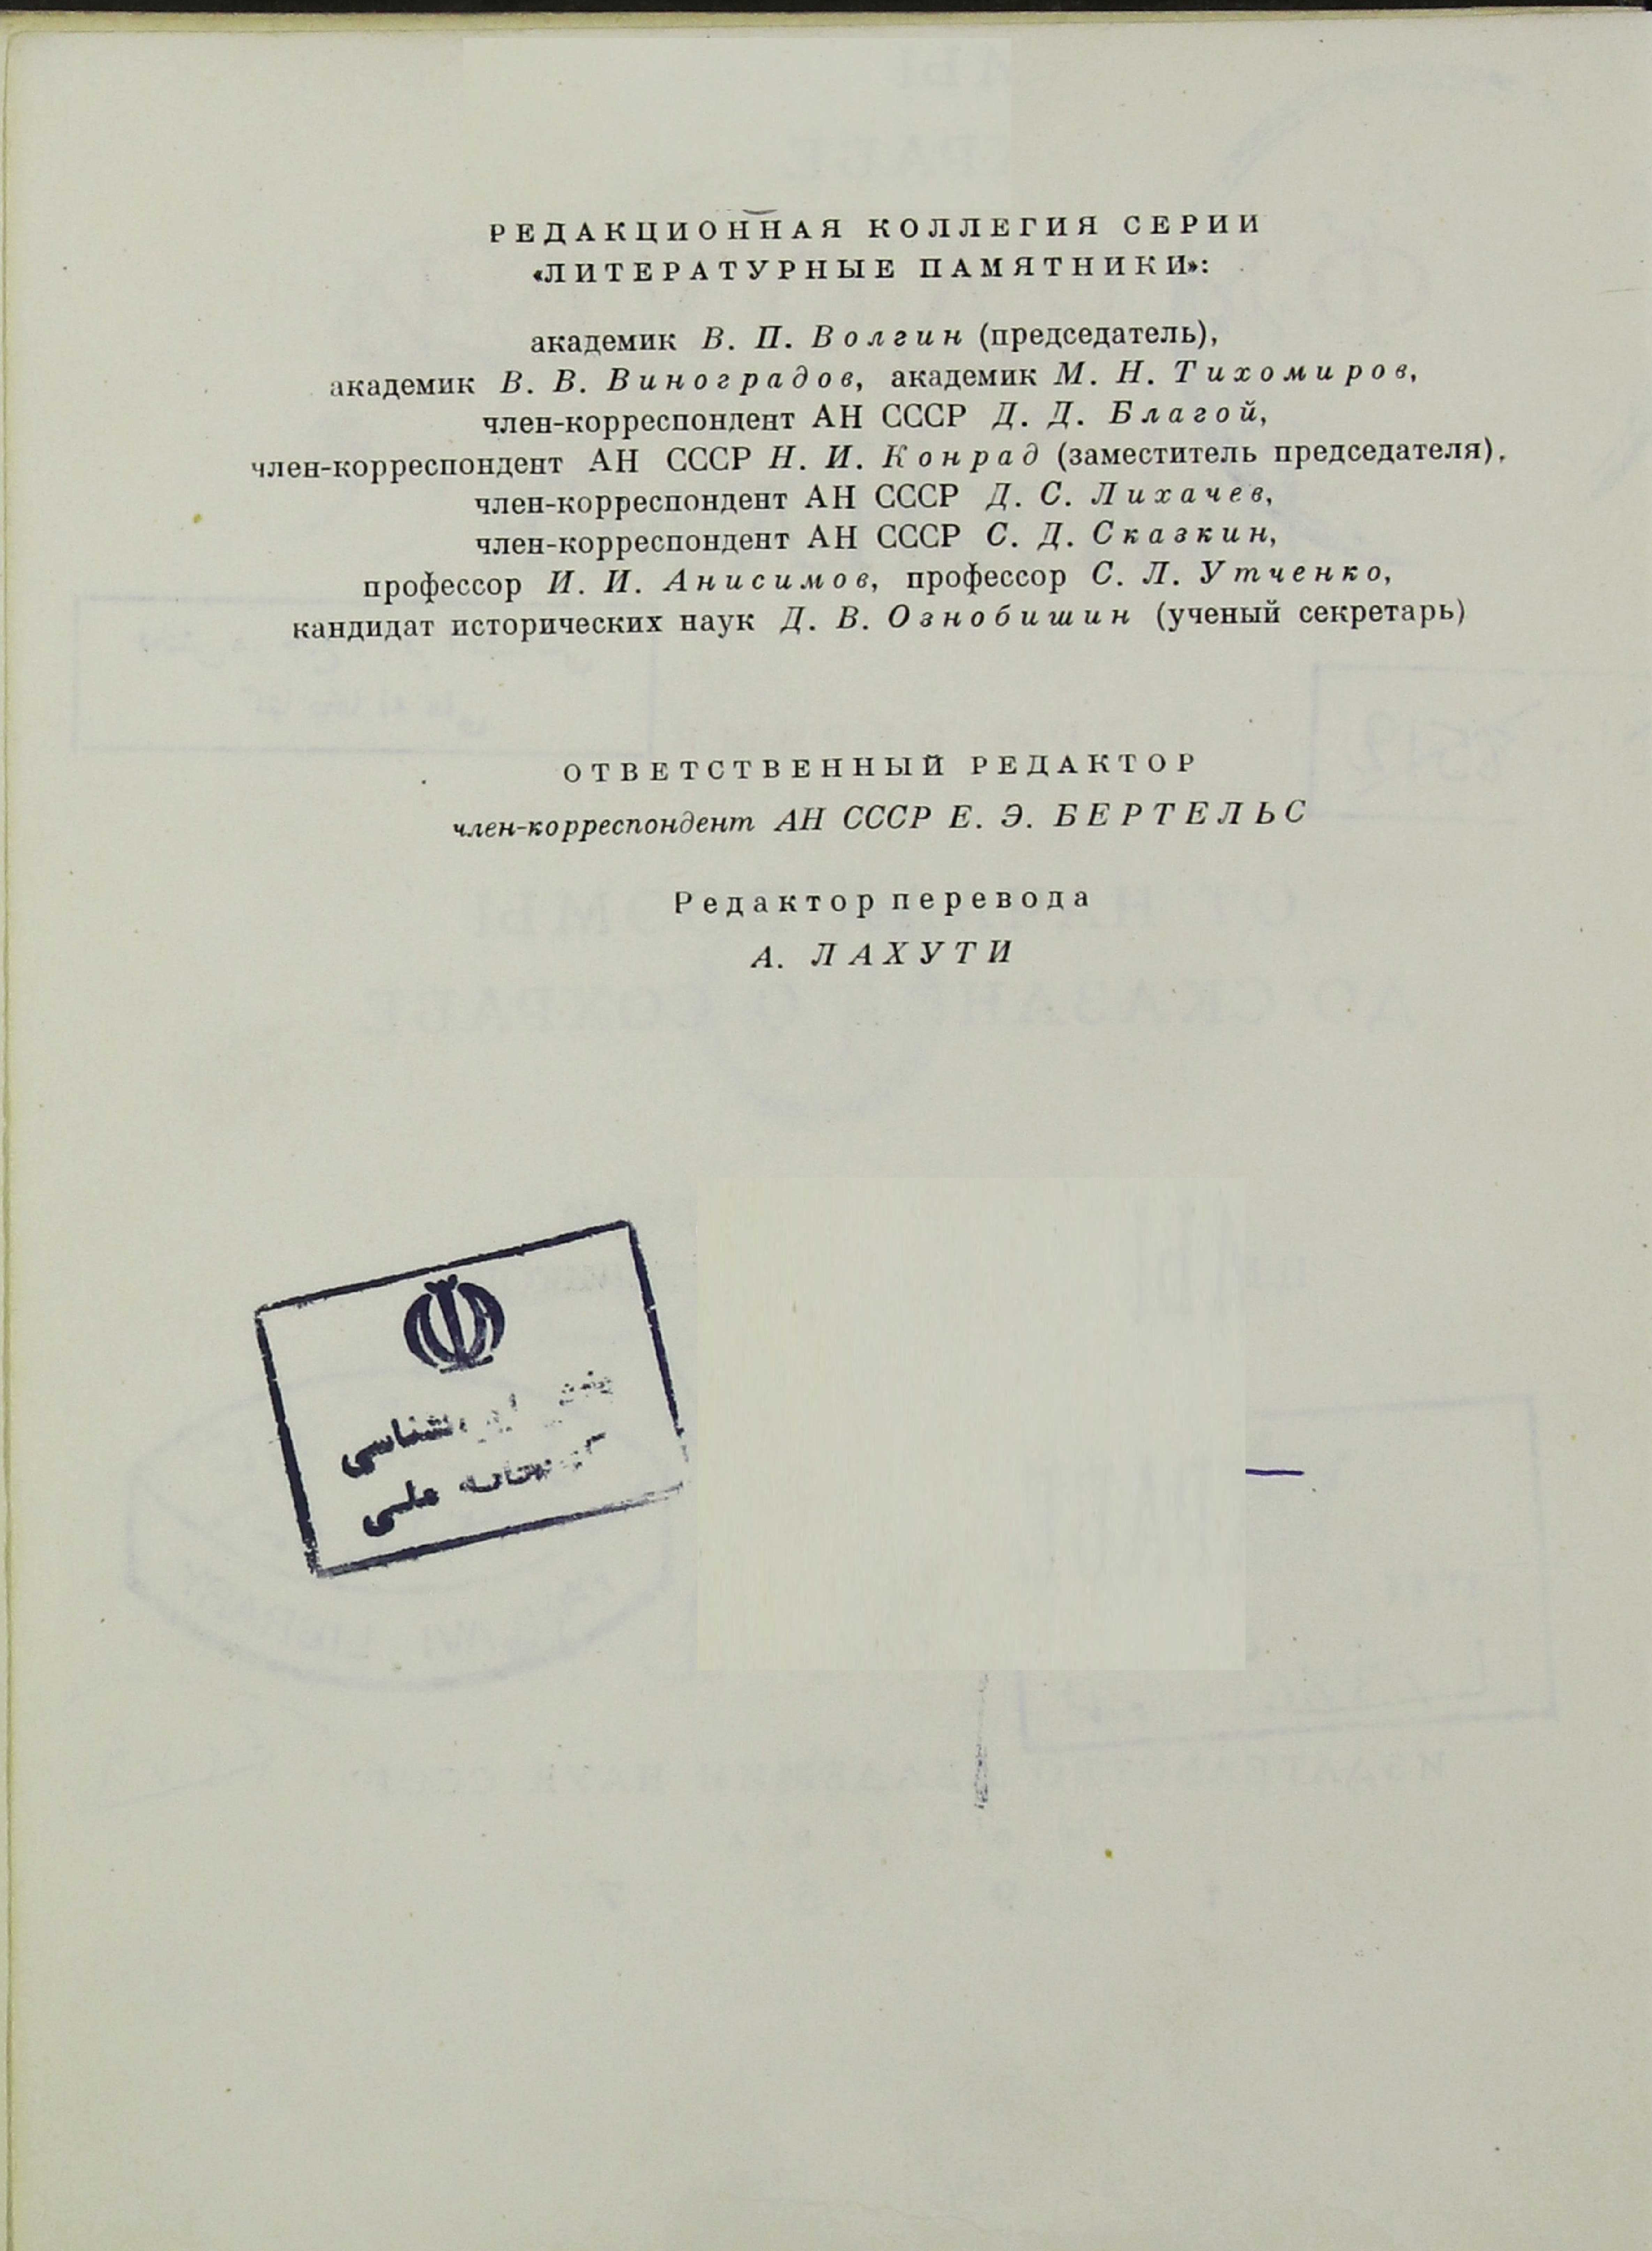 РЕДАКЦИОННАЯ КОЛЛЕГИЯ СЕРИИ
«ЛИТЕРАТУРНЫЕ ПАМЯТНИКИ»:
академик В. П. Волгин (председатель),
академик В. В. Виноградов, академик М. Н. Тихомиров,
член-корреспондент АН СССР Д. Д. Благой,
член-корреспондент АН СССР Н. И. Конрад (заместитель председателя),
член-корреспондент АН СССР Д. С. Лихачев,
член-корреспондент АН СССР С. Д. Сказкин,
профессор И. И. Анисимов, профессор С. Л. Утченко,
кандидат исторических наук Д. В. Ознобишин (ученый секретарь)
ОТВЕТСТВЕННЫЙ РЕДАКТОР
член-корреспондент АН СССР Е. Э. БЕРТЕЛЬС
Редактор перевода
А. ЛАХУТИ
ملی